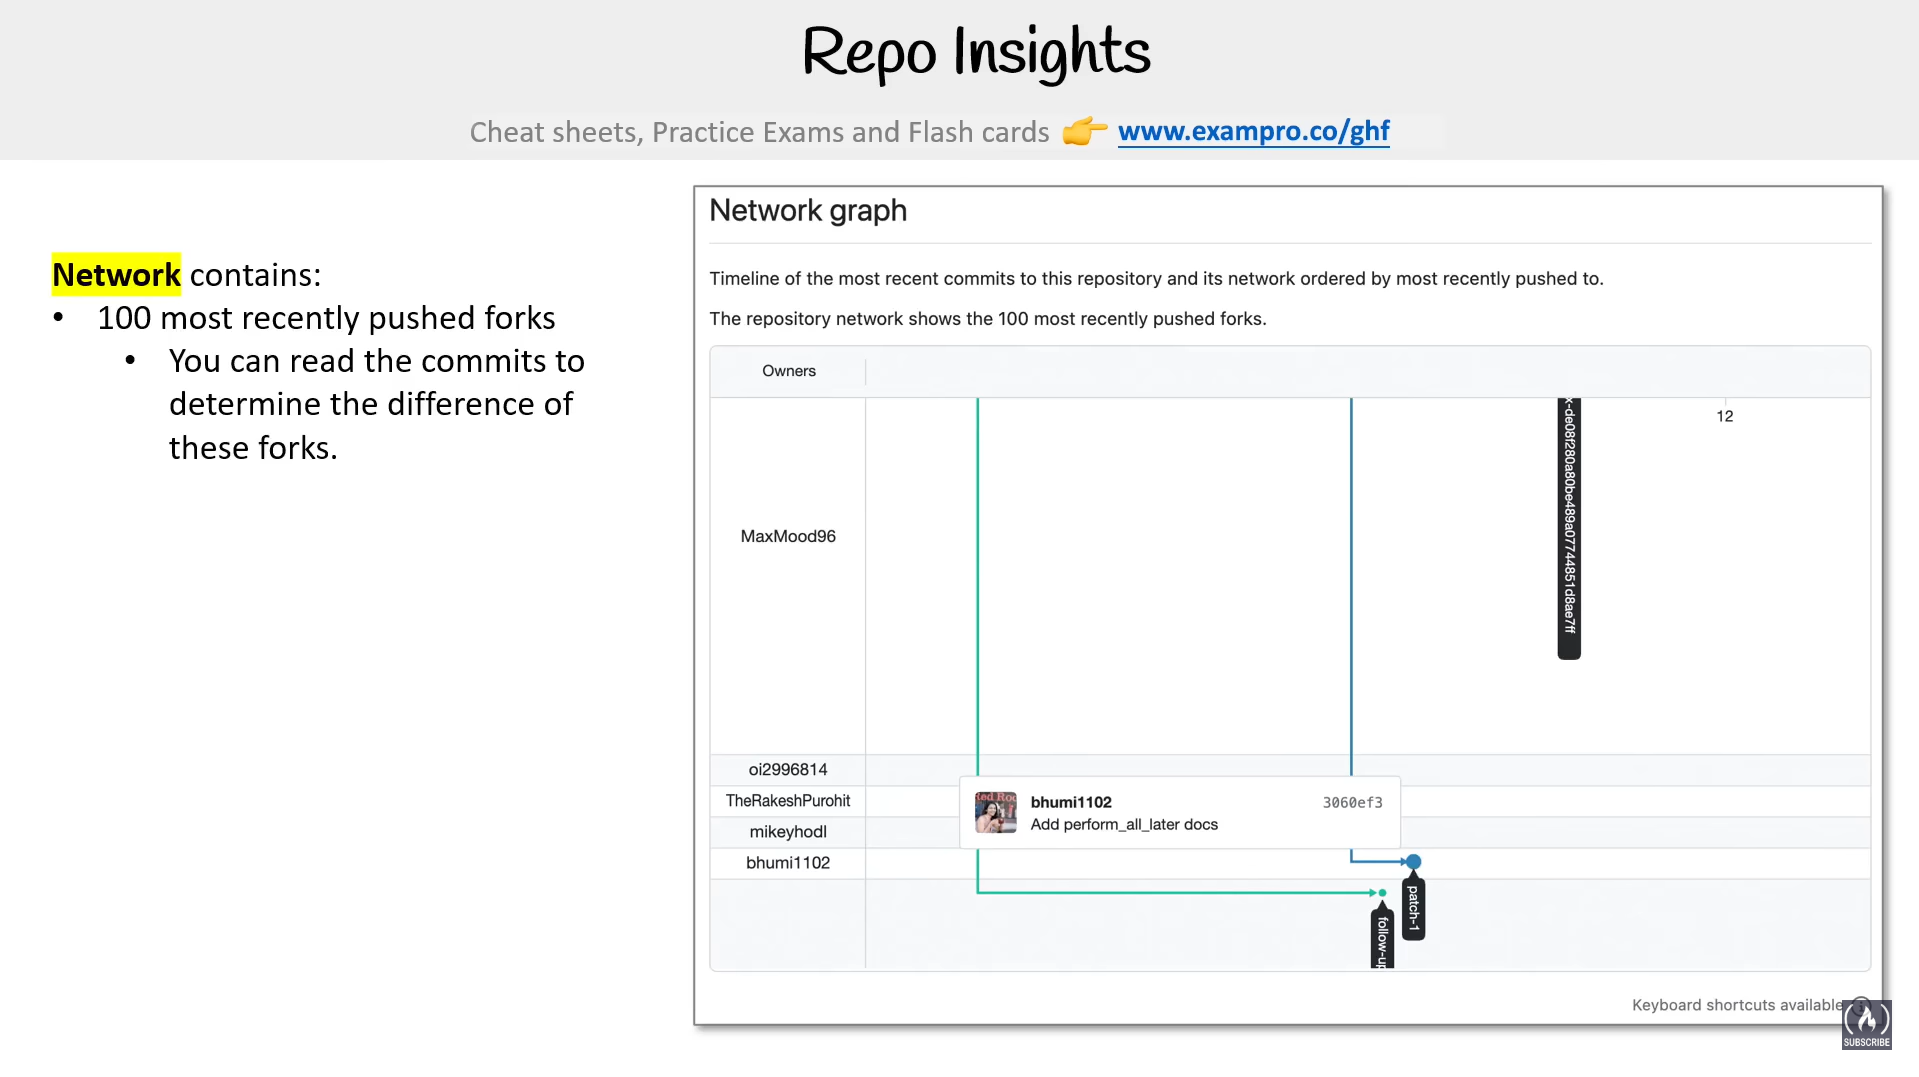 Repo Insights
Cheat sheets, Practice Exams and Flash cards 👉 www.exampro.co/ghf
Network contains:
• 100 most recently pushed forks
• You can read the commits to
determine the difference of
these forks.
Network graph
Timeline of the most recent commits to this repository and its network ordered by most recently pushed to.
The repository network shows the 100 most recently pushed forks.
Owners
12
x-de08f280a80be489a07744851d8ae7ff
MaxMood96
oi2996814
TheRakeshPurohit
mikeyhodl
bhumi1102
bhumi1102 3060ef3
Add perform_all_later docs
patch-1
follow-up
Keyboard shortcuts available
SUBSCRIBE